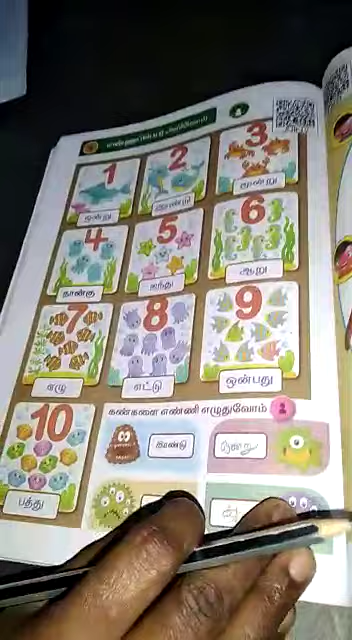 1 2 3
ஒன்று இரண்டு மூன்று
4 5 6
நான்கு ஐந்து ஆறு
7 8 9
ஏழு எட்டு ஒன்பது
10
பத்து
கண்களை எண்ணி எழுதுவோம்
இரண்டு ஒன்று